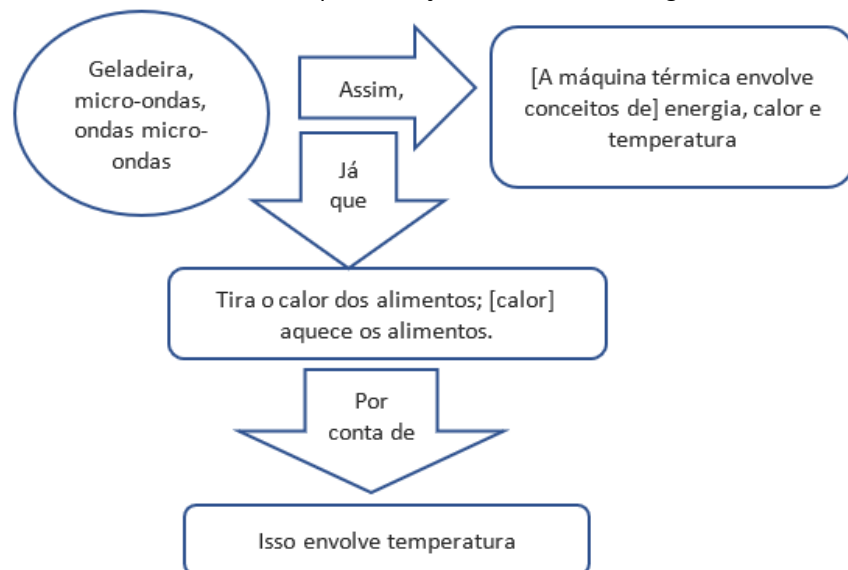 Geladeira,
micro-ondas,
ondas micro-
ondas
Assim,
[A máquina térmica envolve
conceitos de] energia, calor e
temperatura
Já
que
Tira o calor dos alimentos; [calor]
aquece os alimentos.
Por
conta de
Isso envolve temperatura